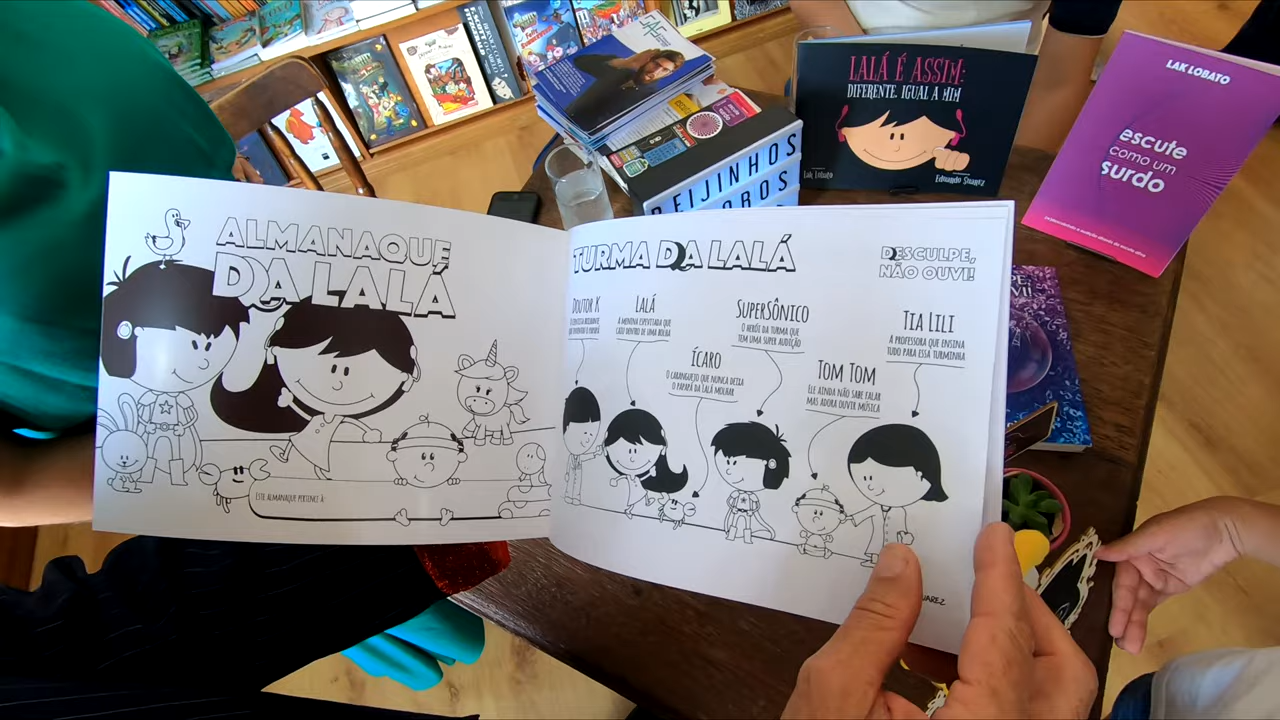 ALMANAQUE
DA LALÁ
ESTE ALMANAQUE PERTENCE À:
TURMA DA LALÁ
DESCULPE,
NÃO OUVI!
DOUTOR K
LALÁ
A MENINA ESPEVITADA QUE
CAIU DENTRO DE UMA BOLHA
ÍCARO
O CARANGUEJO QUE NUNCA DEIXA
O PAPAPÁ DA LALÁ MOLHAR
SUPERSÔNICO
O HERÓI DA TURMA QUE
TEM UMA SUPER AUDIÇÃO
TOM TOM
ELE AINDA NÃO SABE FALAR
MAS ADORA OUVIR MÚSICA
TIA LILI
A PROFESSORA QUE ENSINA
TUDO PARA ESSA TURMINHA
UAREZ
LALÁ É ASSIM:
DIFERENTE. IGUAL A MIM
Lak Lobato
Eduardo Suarez
LAK LOBATO
escute
como um
surdo
EIJINHOS
OROS